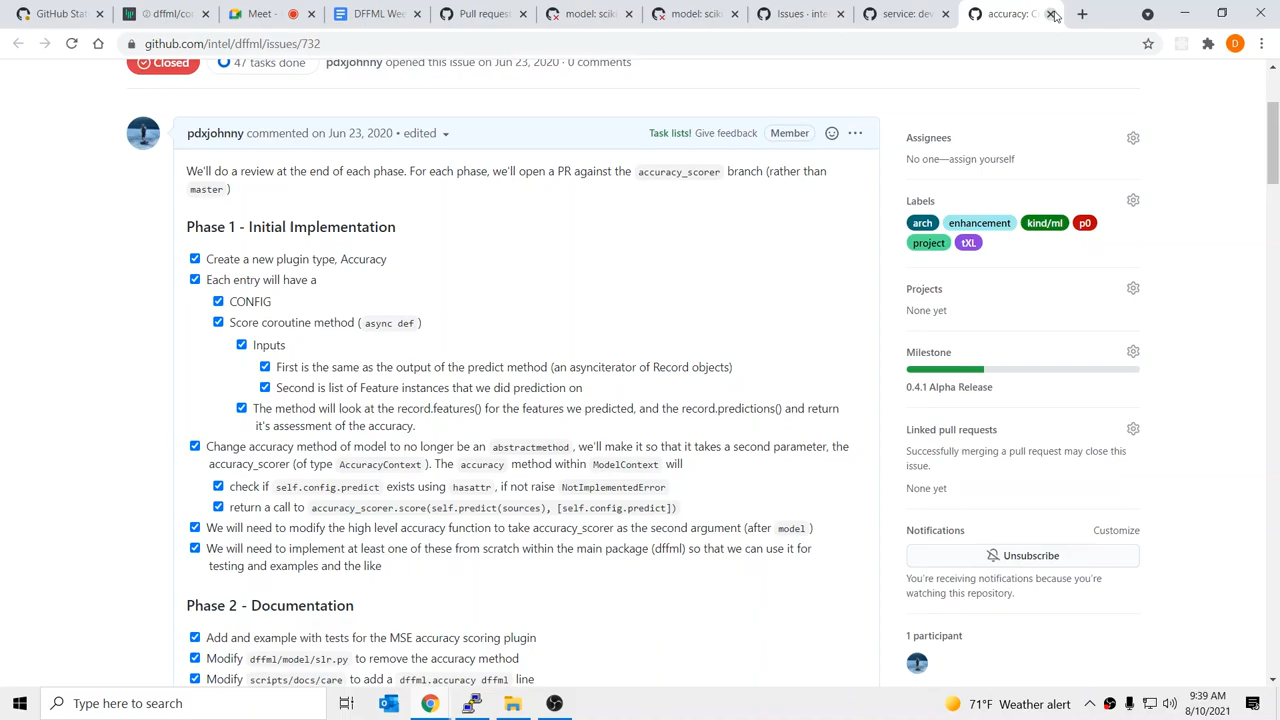 GitHub Stat
dffml/con
Meet -
DFFML Wee
Pull request
model: scik
model: scik
Issues · inte
service: dev
accuracy: C
github.com/intel/dffml/issues/732
D
Closed
47 tasks done
pdxjohnny opened this issue on Jun 23, 2020 · 0 comments
pdxjohnny commented on Jun 23, 2020 • edited
Task lists! Give feedback
Member
We'll do a review at the end of each phase. For each phase, we'll open a PR against the accuracy_scorer branch (rather than
master )
Phase 1 - Initial Implementation
Create a new plugin type, Accuracy
Each entry will have a
CONFIG
Score coroutine method ( async def )
Inputs
First is the same as the output of the predict method (an asynciterator of Record objects)
Second is list of Feature instances that we did prediction on
The method will look at the record.features() for the features we predicted, and the record.predictions() and return
it's assessment of the accuracy.
Change accuracy method of model to no longer be an abstractmethod, we'll make it so that it takes a second parameter, the
accuracy_scorer (of type AccuracyContext ). The accuracy method within ModelContext will
check if self.config.predict exists using hasattr, if not raise NotImplementedError
return a call to accuracy_scorer.score(self.predict(sources), [self.config.predict])
We will need to modify the high level accuracy function to take accuracy_scorer as the second argument (after model )
We will need to implement at least one of these from scratch within the main package (dffml) so that we can use it for
testing and examples and the like
Phase 2 - Documentation
Add and example with tests for the MSE accuracy scoring plugin
Modify dffml/model/slr.py to remove the accuracy method
Modify scripts/docs/care to add a dffml.accuracy dffml line
Assignees
No one—assign yourself
Labels
arch enhancement kind/ml p0
project tXL
Projects
None yet
Milestone
0.4.1 Alpha Release
Linked pull requests
Successfully merging a pull request may close this
issue.
None yet
Notifications
Customize
Unsubscribe
You're receiving notifications because you're
watching this repository.
1 participant
Type here to search
71°F Weather alert
9:39 AM
8/10/2021